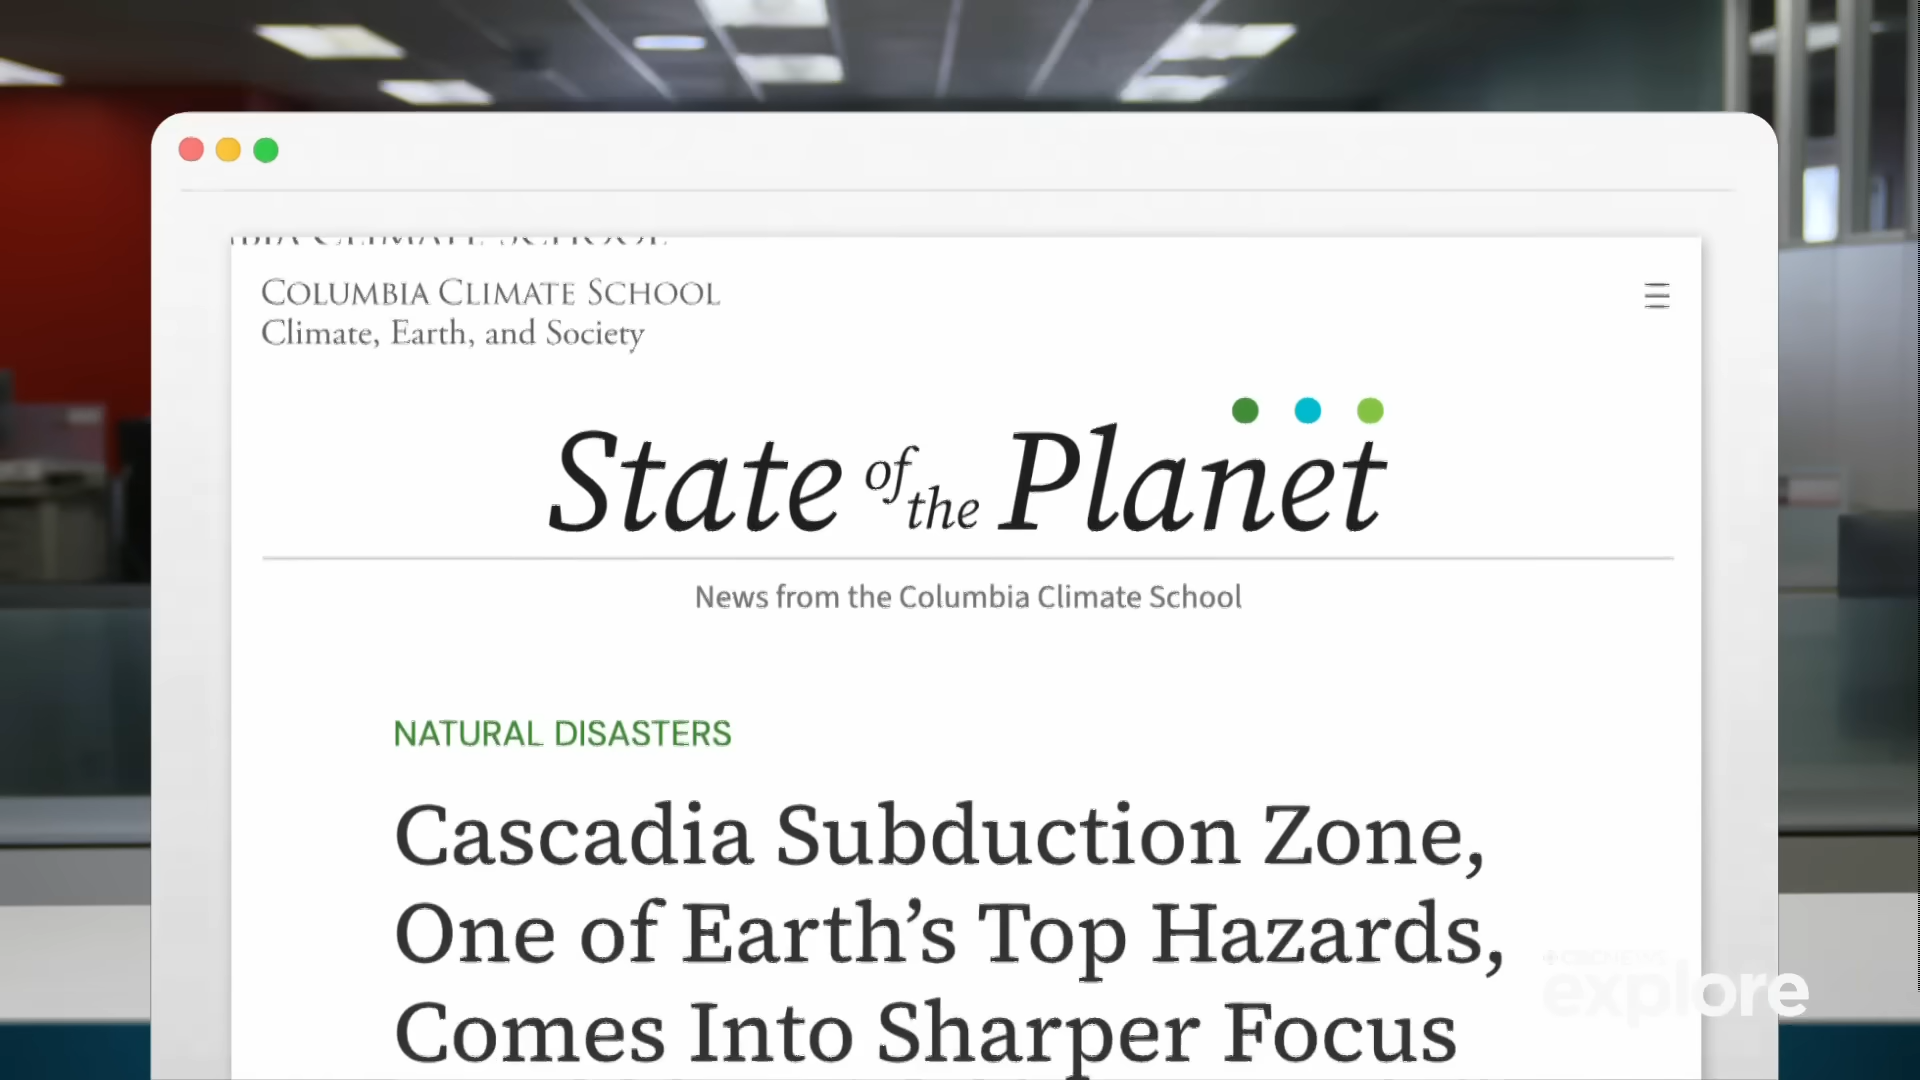 COLUMBIA CLIMATE SCHOOL
Climate, Earth, and Society
State of the Planet
News from the Columbia Climate School
NATURAL DISASTERS
Cascadia Subduction Zone,
One of Earth’s Top Hazards,
Comes Into Sharper Focus
explore